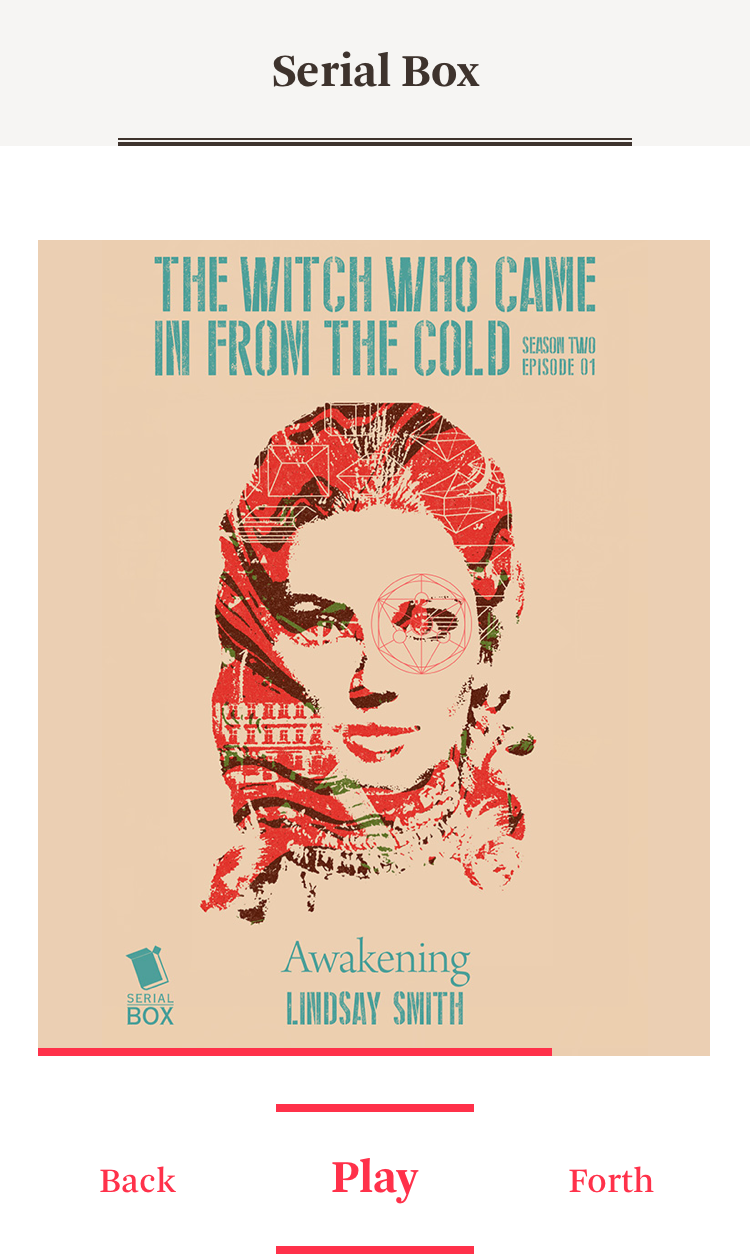 Serial Box
THE WITCH WHO CAME
IN FROM THE COLD
SEASON TWO
EPISODE 01
Awakening
LINDSAY SMITH
SERIAL
BOX
Back
Play
Forth